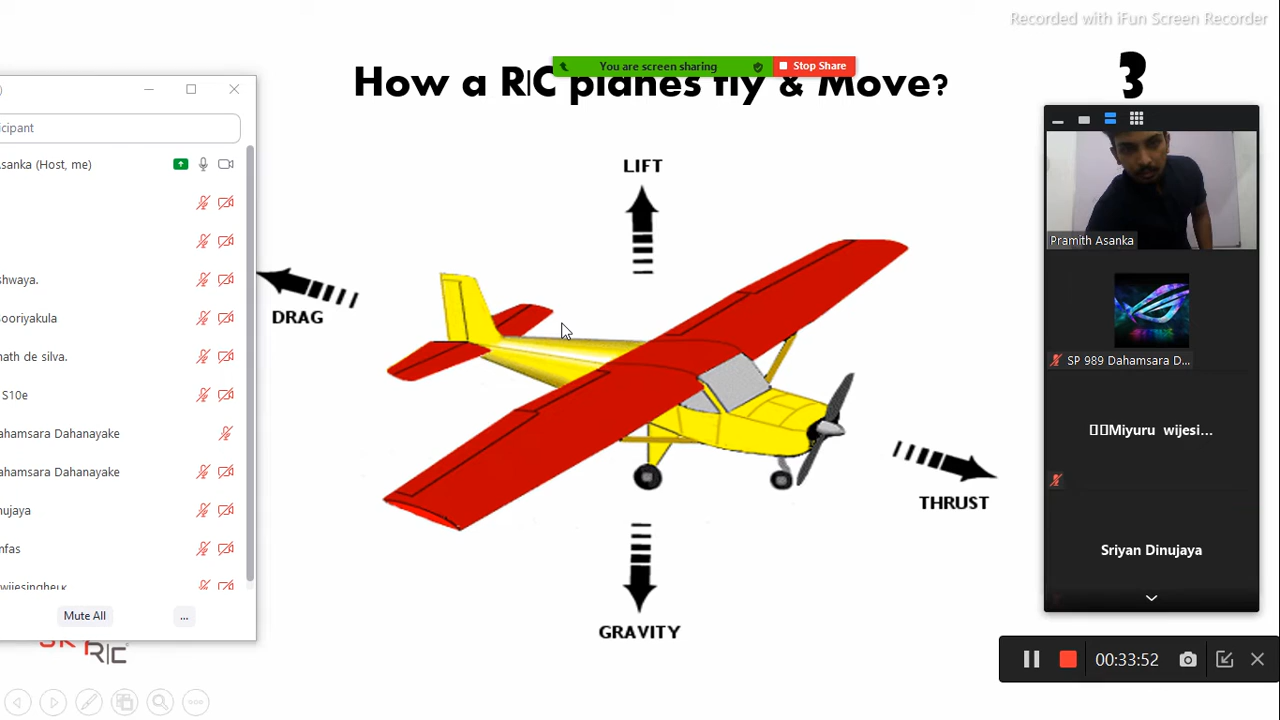 Recorded with iFun Screen Recorder
You are screen sharing
Stop Share
How a R|C planes fly & Move?
3
icipant
Asanka (Host, me)
shwaya.
Sooriyakula
nath de silva.
S10e
ahamsara Dahanayake
ahamsara Dahanayake
nujaya
nfas
Mute All
...
LIFT
DRAG
THRUST
GRAVITY
Pramith Asanka
SP 989 Dahamsara D...
Miyuru wijesi...
Sriyan Dinujaya
R|C
00:33:52